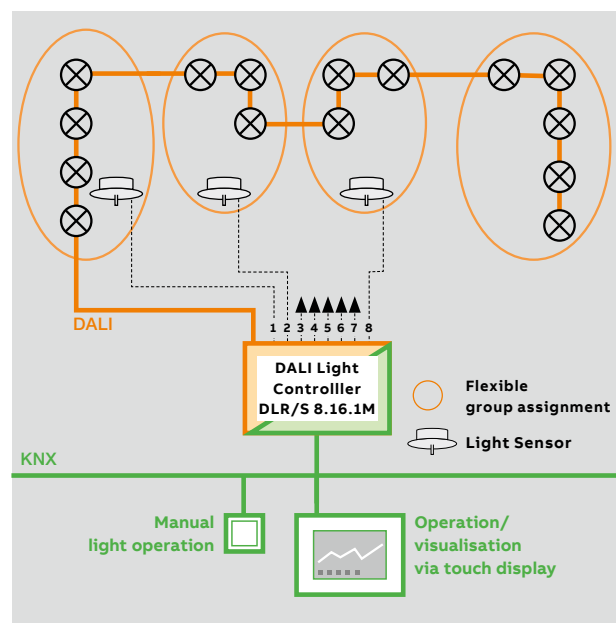 DALI
1 2 3 4 5 6 7 8
DALI Light
Controlller
DLR/S 8.16.1M
Flexible
group assignment
Light Sensor
KNX
Manual
light operation
Operation/
visualisation
via touch display